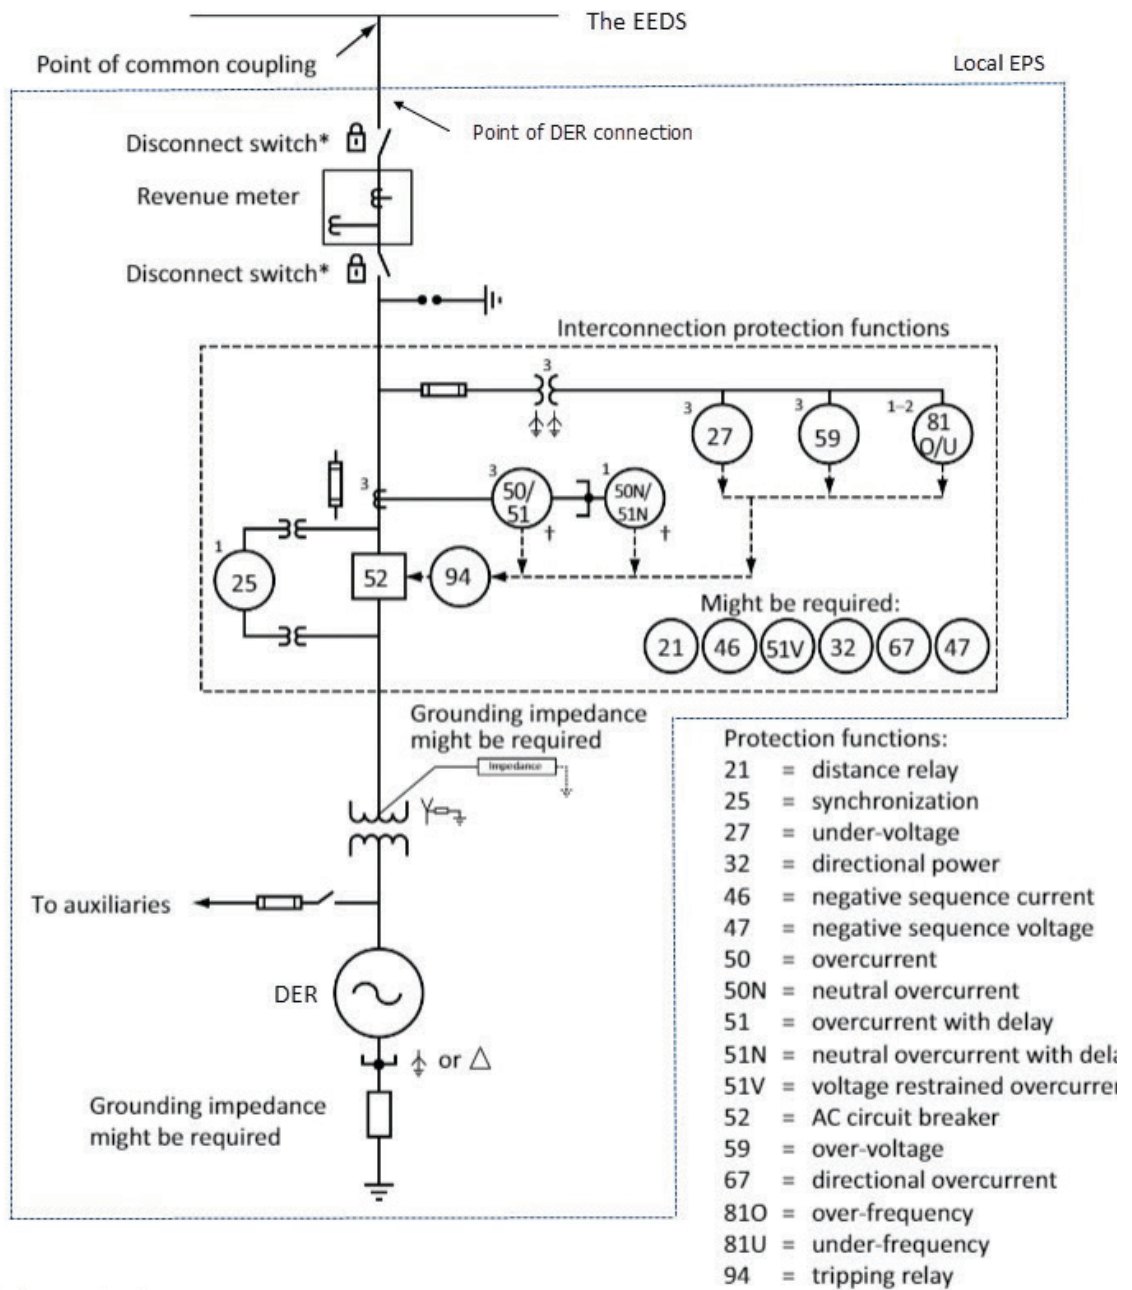 The EEDS
Point of common coupling
Local EPS
Point of DER connection
Disconnect switch*
Revenue meter
Disconnect switch*
Interconnection protection functions
3
3
3
1–2
27
59
81
O/U
3
3
1
50/
51
50N/
51N
†
†
1
25
52
94
Might be required:
21
46
51V
32
67
47
Grounding impedance
might be required
Impedance
To auxiliaries
DER
or
Grounding impedance
might be required
Protection functions:
21 = distance relay
25 = synchronization
27 = under-voltage
32 = directional power
46 = negative sequence current
47 = negative sequence voltage
50 = overcurrent
50N = neutral overcurrent
51 = overcurrent with delay
51N = neutral overcurrent with dela
51V = voltage restrained overcurre
52 = AC circuit breaker
59 = over-voltage
67 = directional overcurrent
81O = over-frequency
81U = under-frequency
94 = tripping relay